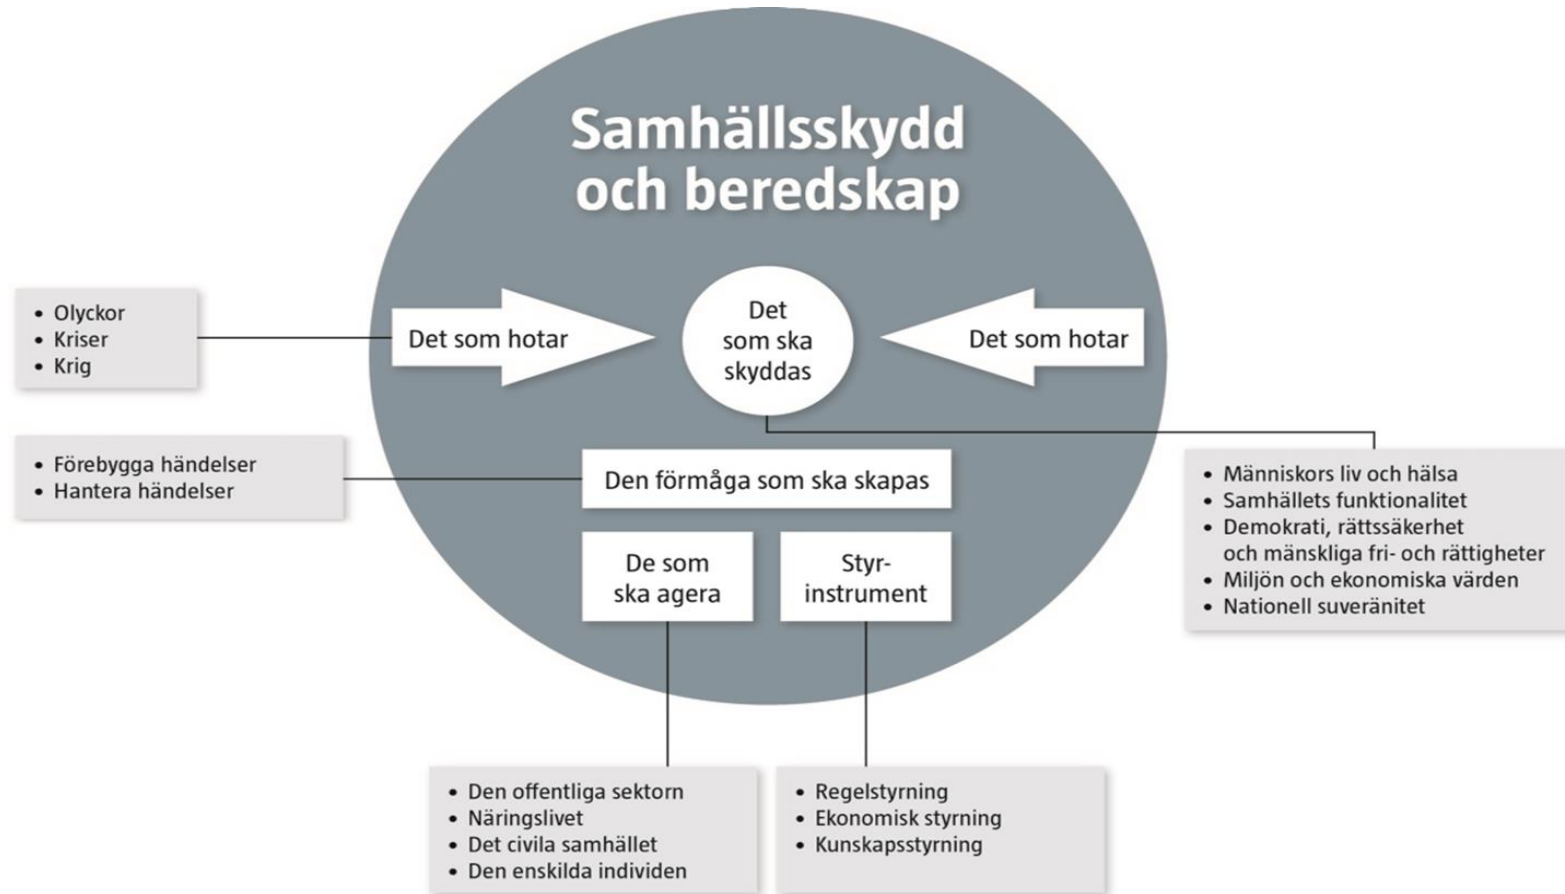 Samhällsskydd
och beredskap
• Olyckor
• Kriser
• Krig
Det som hotar
Det
som ska
skyddas
Det som hotar
• Förebygga händelser
• Hantera händelser
Den förmåga som ska skapas
• Människors liv och hälsa
• Samhällets funktionalitet
• Demokrati, rättssäkerhet
och mänskliga fri- och rättigheter
• Miljön och ekonomiska värden
• Nationell suveränitet
De som
ska agera
Styr-
instrument
• Den offentliga sektorn
• Näringslivet
• Det civila samhället
• Den enskilda individen
• Regelstyrning
• Ekonomisk styrning
• Kunskapsstyrning